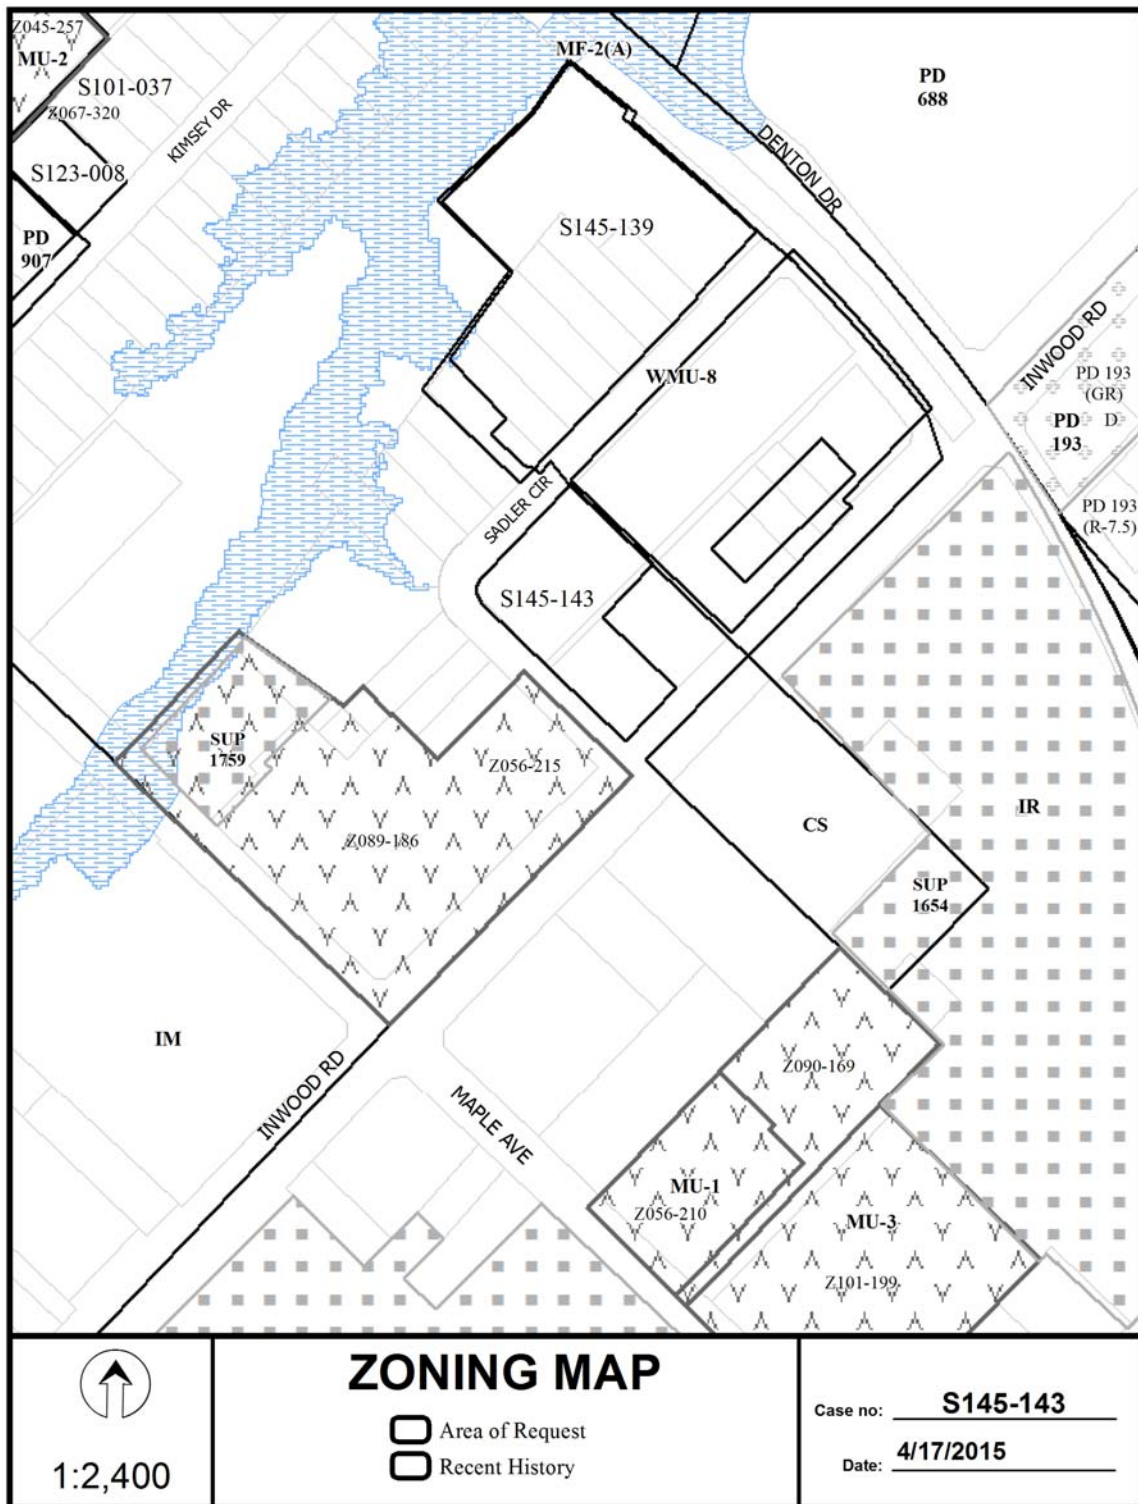 Z045-257
MU-2
S101-037
Z067-320
KIMSEY DR
S123-008
PD
907
MF-2(A)
PD
688
DENTON DR
S145-139
INWOOD RD
WMU-8
PD 193
(GR)
PD
193
D
PD 193
(R-7.5)
SADLER CIR
S145-143
SUP
1759
Z056-215
Z089-186
CS
IR
SUP
1654
IM
INWOOD RD
MAPLE AVE
Z090-169
MU-1
Z056-210
MU-3
Z101-199
1:2,400
ZONING MAP
Area of Request
Recent History
Case no: S145-143
Date: 4/17/2015